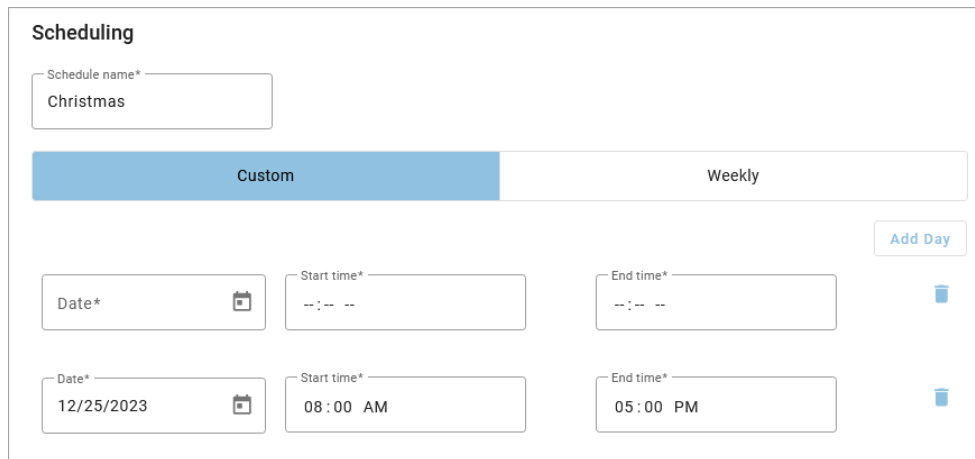 Scheduling
Schedule name*
Christmas
Custom Weekly
Add Day
Start time* End time*
Date* --:-- -- --:-- --
Date* Start time* End time*
12/25/2023 08:00 AM 05:00 PM